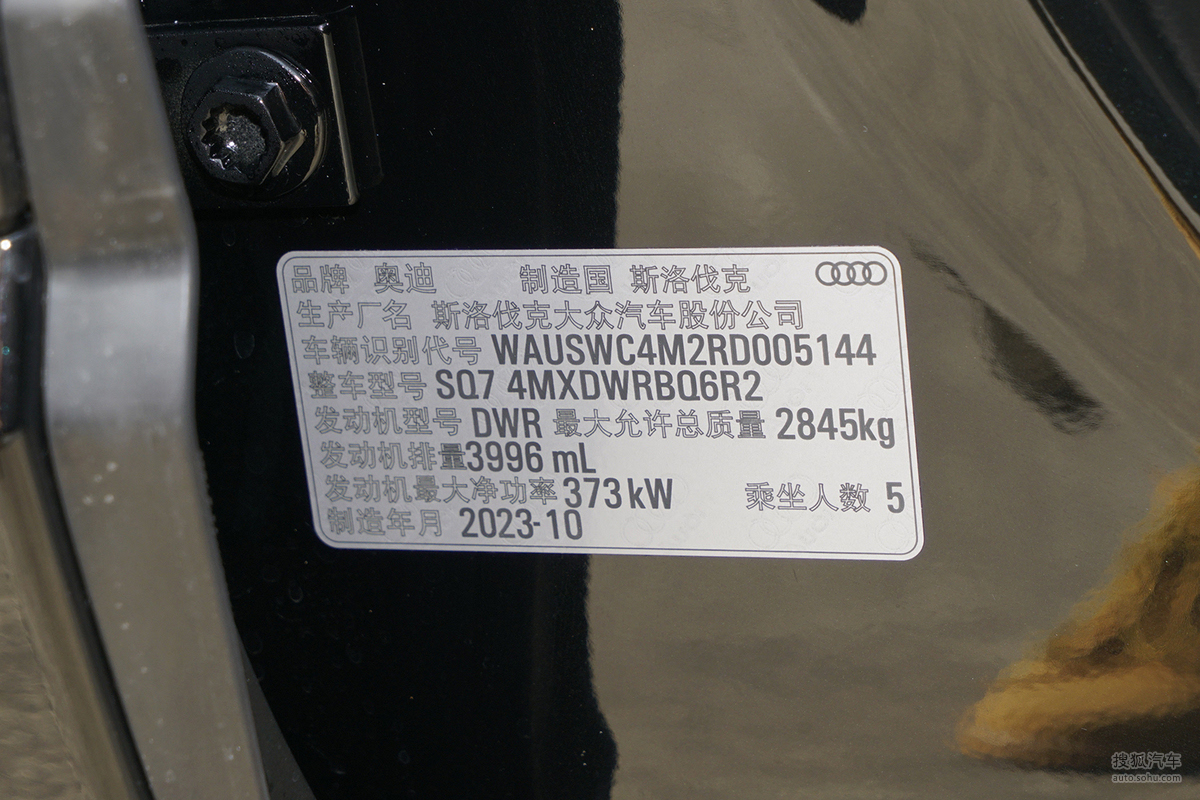 品牌 奥迪 制造国 斯洛伐克
生产厂名 斯洛伐克大众汽车股份公司
车辆识别代号 WAUSWC4M2RD005144
整车型号 SQ7 4MXDWRBQ6R2
发动机型号 DWR 最大允许总质量 2845kg
发动机排量3996 mL
发动机最大净功率 373 kW 乘坐人数 5
制造年月 2023-10
搜狐汽车
auto.sohu.com